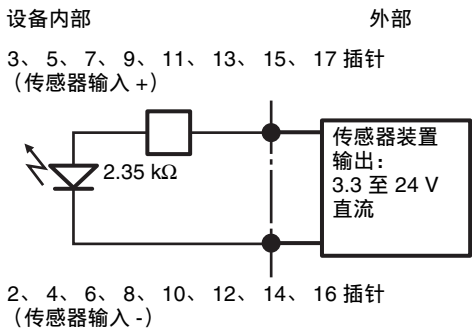 设备内部
外部
3、 5、 7、 9、 11、 13、 15、 17 插针
（传感器输入 +）
2.35 kΩ
传感器装置
输出：
3.3 至 24 V
直流
2、 4、 6、 8、 10、 12、 14、 16 插针
（传感器输入 -）